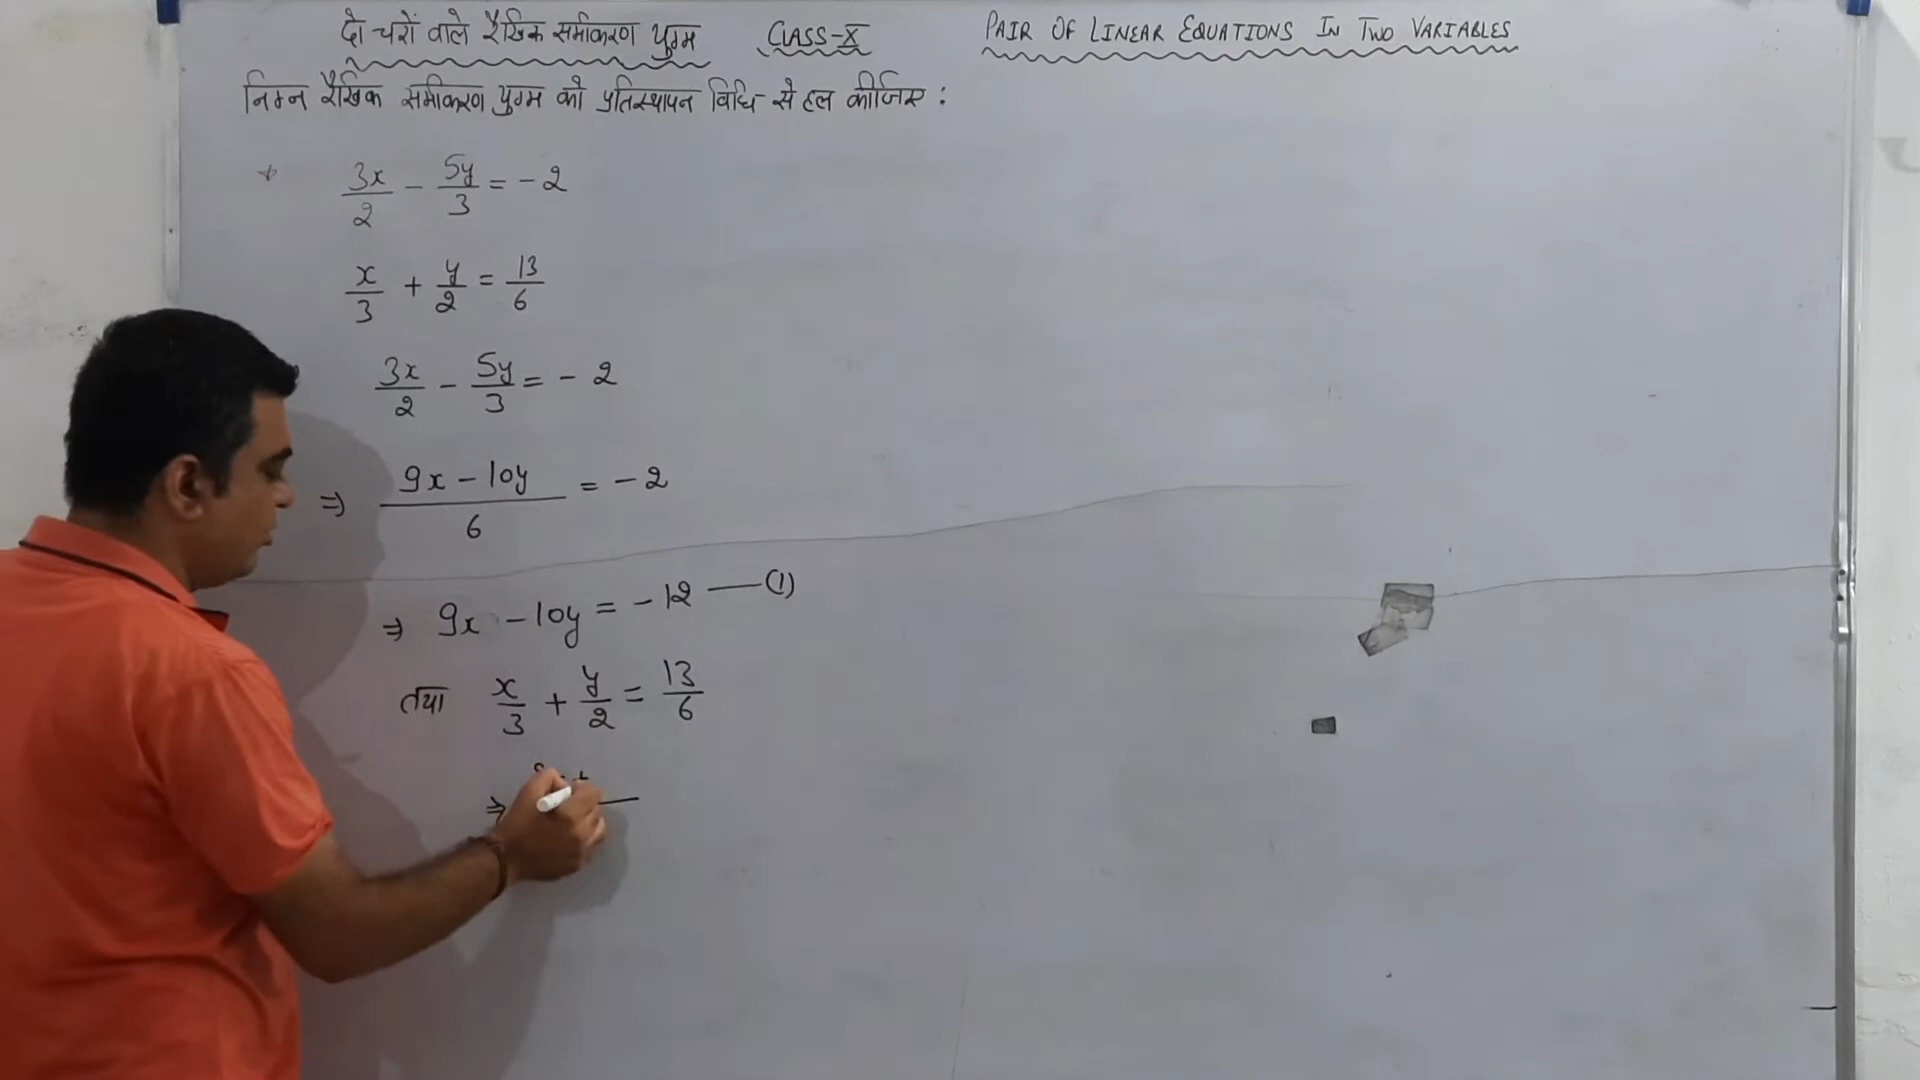 दो चरों वाले रैखिक समीकरण युग्म CLASS-X PAIR OF LINEAR EQUATIONS IN TWO VARIABLES
निम्न रैखिक समीकरण युग्म को प्रतिस्थापन विधि से हल कीजिए :
3x/2 - 5y/3 = -2
x/3 + y/2 = 13/6
3x/2 - 5y/3 = - 2
⇒ (9x - 10y)/6 = - 2
⇒ 9x - 10y = - 12 — (1)
तथा x/3 + y/2 = 13/6
⇒